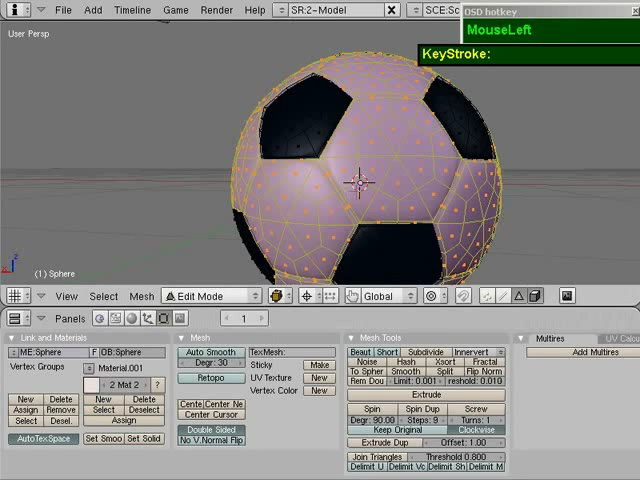 File Add Timeline Game Render Help SR:2-Model SCE:Sc
OSD hotkey
MouseLeft
KeyStroke:
User Persp
z
x
(1) Sphere
View Select Mesh Edit Mode Global
Panels 1
Link and Materials
ME:Sphere F OB:Sphere
Vertex Groups
Material.001
2 Mat 2 ?
New Delete New Delete
Assign Remove Select Deselect
Select Desel. Assign
AutoTexSpace Set Smoo Set Solid
Mesh
Auto Smooth
Degr: 30
Retopo
Cente Center Ne
Center Cursor
Double Sided
No V.Normal Flip
TexMesh:
Sticky Make
UV Texture New
Vertex Color New
Mesh Tools
Beaut Short Subdivide Innervert
Noise Hash Xsort Fractal
To Spher Smooth Split Flip Norm
Rem Dou Limit: 0.001 reshold: 0.010
Extrude
Spin Spin Dup Screw
Degr: 90.00 Steps: 9 Turns: 1
Keep Original Clockwise
Extrude Dup Offset: 1.00
Join Triangles Threshold 0.800
Delimit U Delimit Vc Delimit Sh Delimit M
Multires UV Calcu
Add Multires